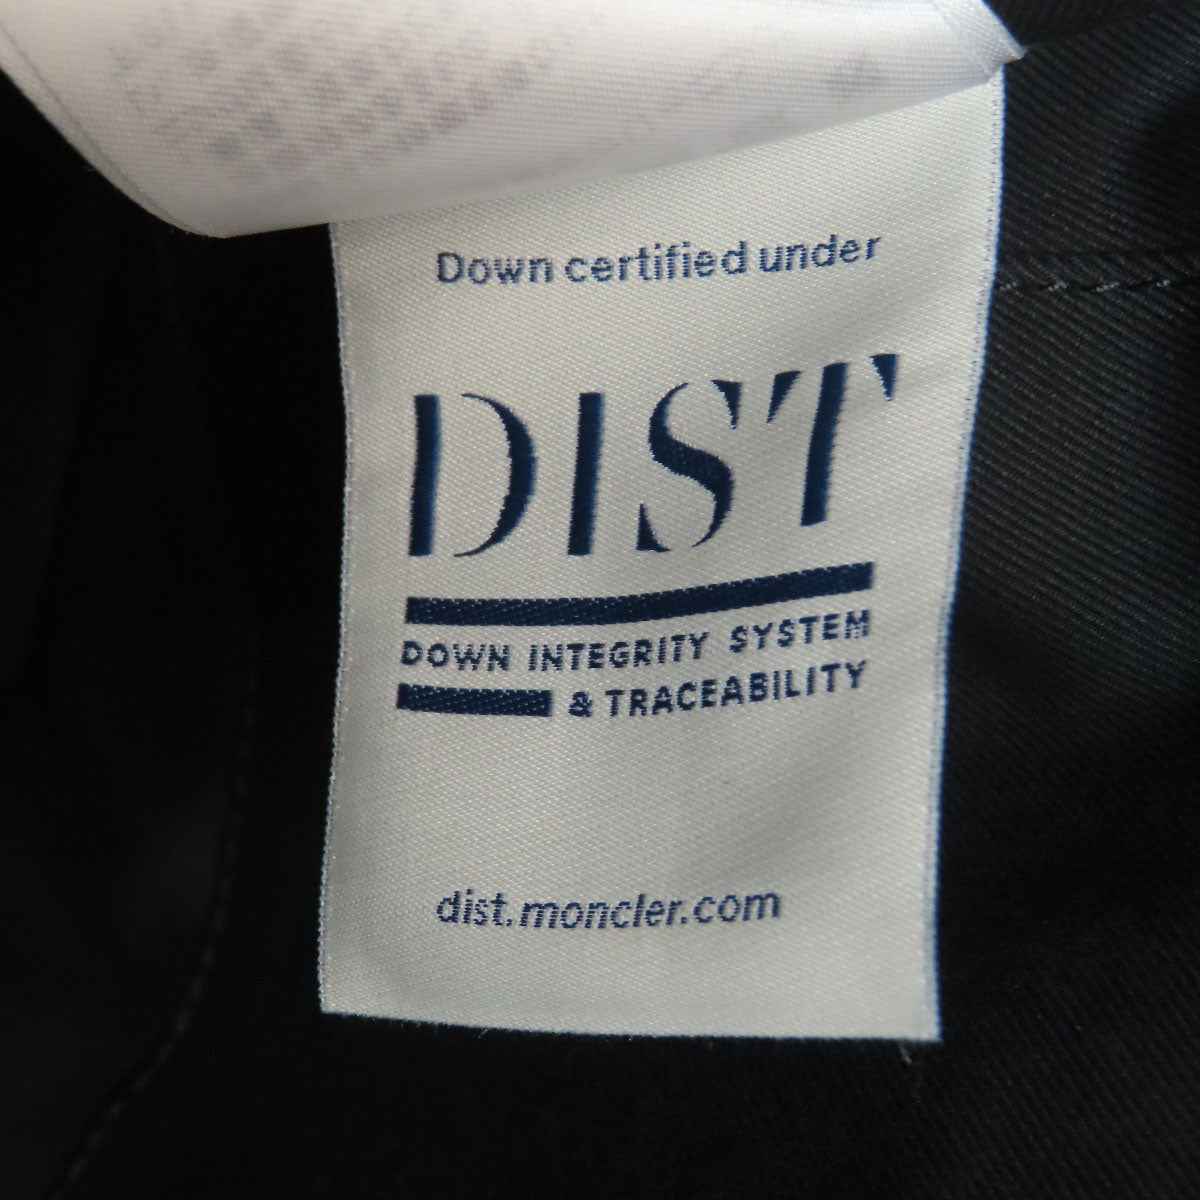 Down certified under
DIST
DOWN INTEGRITY SYSTEM
& TRACEABILITY
dist.moncler.com